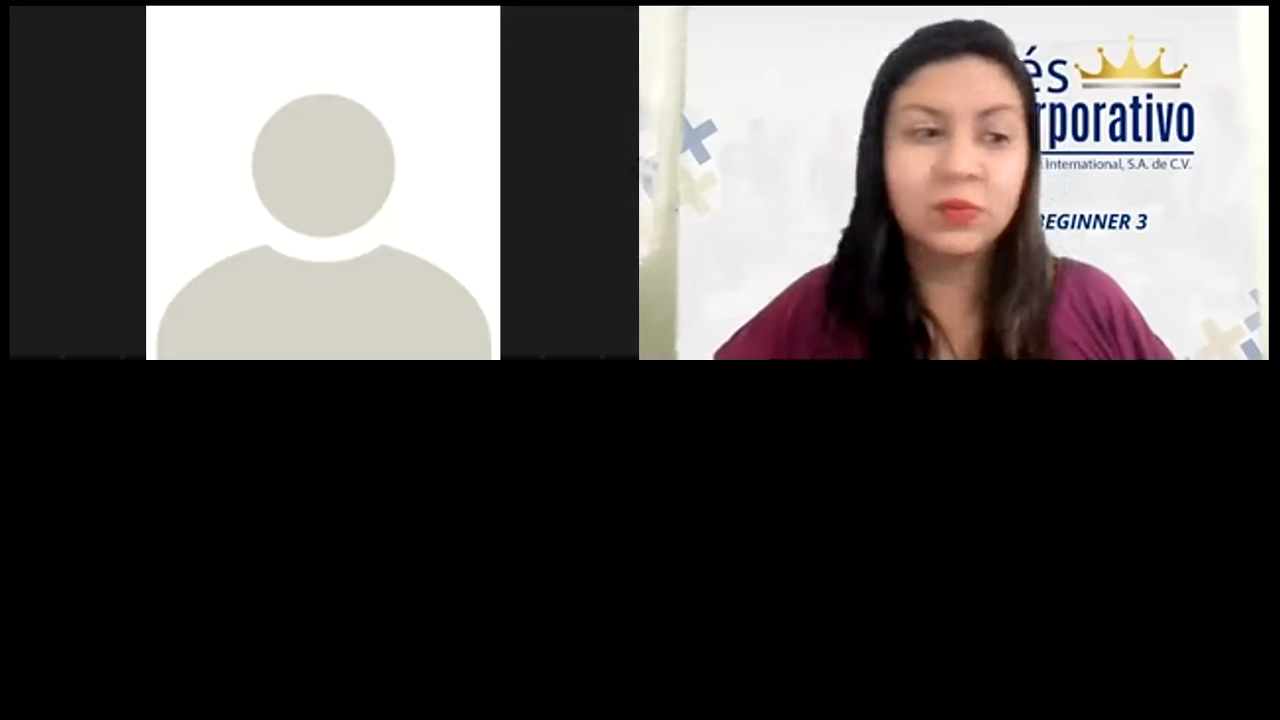 és
rporativo
International, S.A. de C.V.
BEGINNER 3